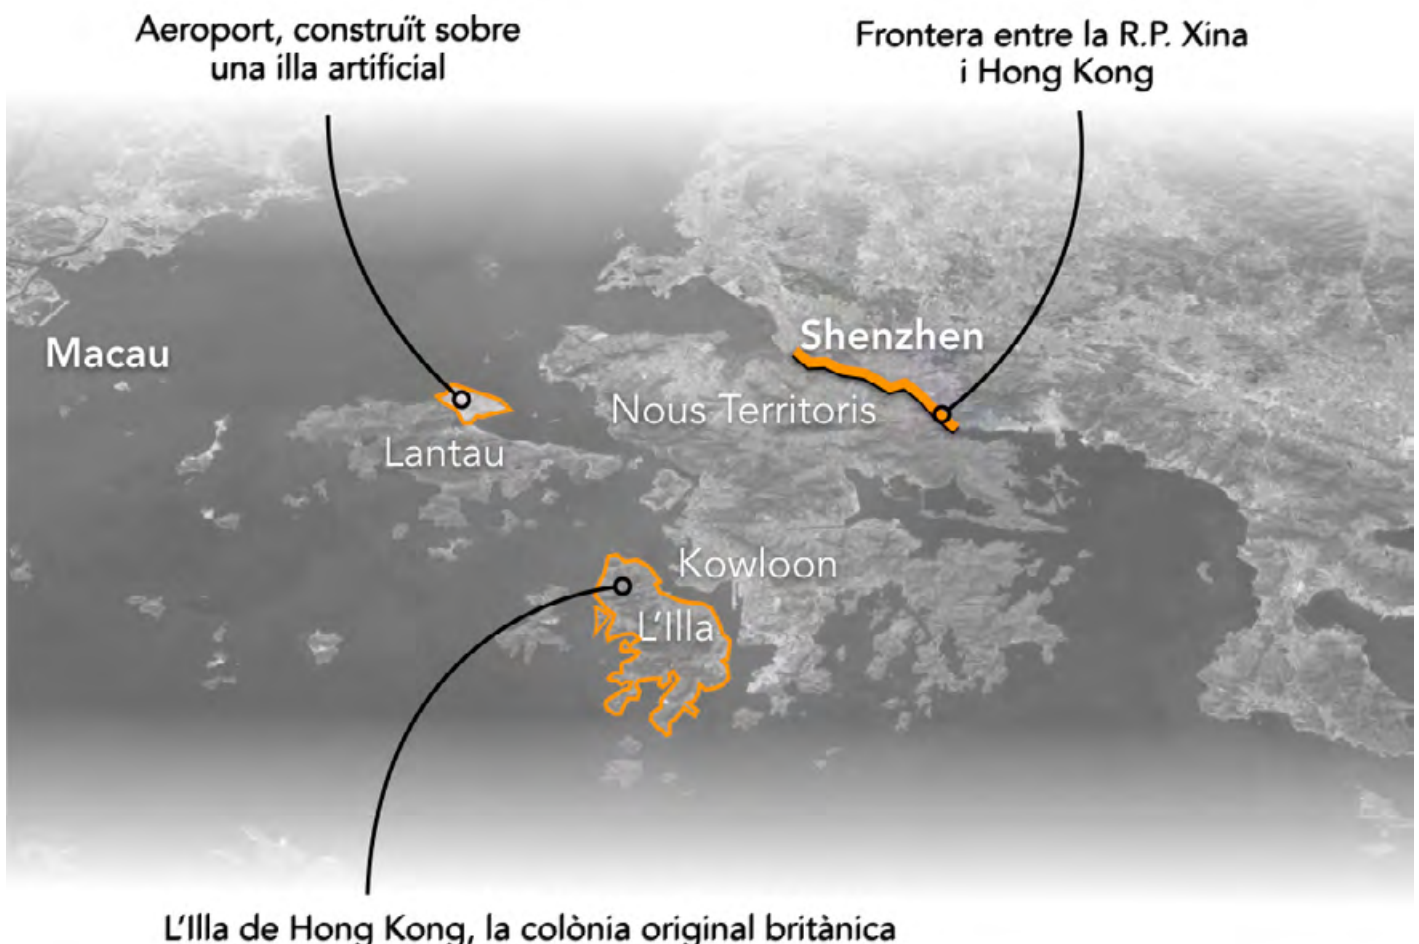 Aeroport, construït sobre
una illa artificial
Frontera entre la R.P. Xina
i Hong Kong
Macau
Shenzhen
Nous Territoris
Lantau
Kowloon
L'Illa
L'Illa de Hong Kong, la colònia original britànica